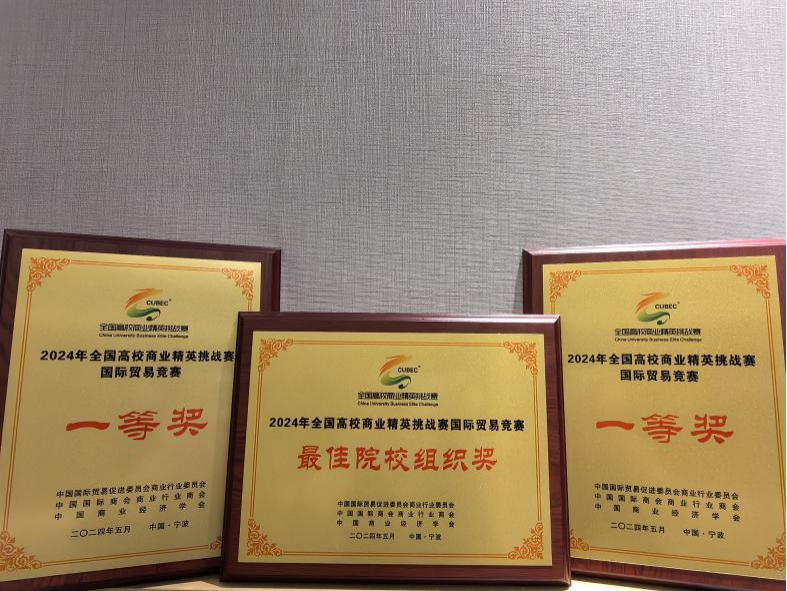 CUBEC
全国高校商业精英挑战赛
China University Business Elite Challenge
2024年全国高校商业精英挑战赛
国际贸易竞赛
一等奖
中国国际贸易促进委员会商业行业委员会
中国国际商会商业行业商会
中国商业经济学会
二〇二四年五月 中国·宁波
CUBEC
全国高校商业精英挑战赛
China University Business Elite Challenge
2024年全国高校商业精英挑战赛国际贸易竞赛
最佳院校组织奖
中国国际贸易促进委员会商业行业委员会
中国国际商会商业行业商会
中国商业经济学会
二〇二四年五月 中国·宁波
CUBEC
全国高校商业精英挑战赛
China University Business Elite Challenge
2024年全国高校商业精英挑战赛
国际贸易竞赛
一等奖
中国国际贸易促进委员会商业行业委员会
中国国际商会商业行业商会
中国商业经济学会
二〇二四年五月 中国·宁波